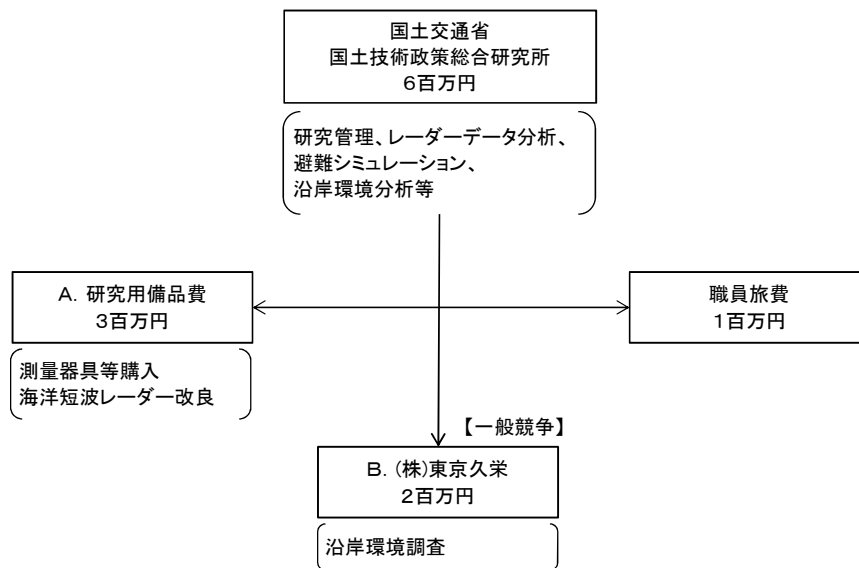 国土交通省
国土技術政策総合研究所
6百万円
研究管理、レーダーデータ分析、
避難シミュレーション、
沿岸環境分析等
A. 研究用備品費
3百万円
職員旅費
1百万円
測量器具等購入
海洋短波レーダー改良
【一般競争】
B. (株)東京久栄
2百万円
沿岸環境調査